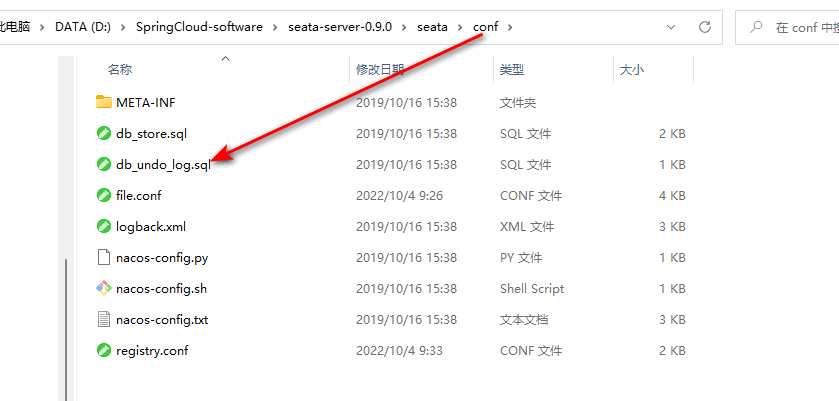 此电脑 › DATA (D:) › SpringCloud-software › seata-server-0.9.0 › seata › conf › 在 conf 中搜
名称 修改日期 类型 大小
META-INF 2019/10/16 15:38 文件夹
db_store.sql 2019/10/16 15:38 SQL 文件 2 KB
db_undo_log.sql 2019/10/16 15:38 SQL 文件 1 KB
file.conf 2022/10/4 9:26 CONF 文件 4 KB
logback.xml 2019/10/16 15:38 XML 文件 3 KB
nacos-config.py 2019/10/16 15:38 PY 文件 1 KB
nacos-config.sh 2019/10/16 15:38 Shell Script 1 KB
nacos-config.txt 2019/10/16 15:38 文本文档 3 KB
registry.conf 2022/10/4 9:33 CONF 文件 2 KB